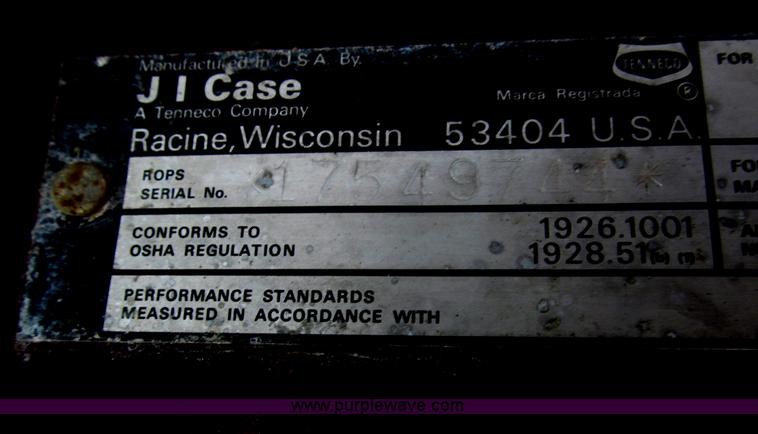 Manufactured in U S A By.
J I Case
TENNECO
FOR
A Tenneco Company
Marca Registrada ®
Racine, Wisconsin 53404 U.S.A.
ROPS
SERIAL No.
CONFORMS TO
OSHA REGULATION
1926.1001
1928.51
PERFORMANCE STANDARDS
MEASURED IN ACCORDANCE WITH
www.purplewave.com